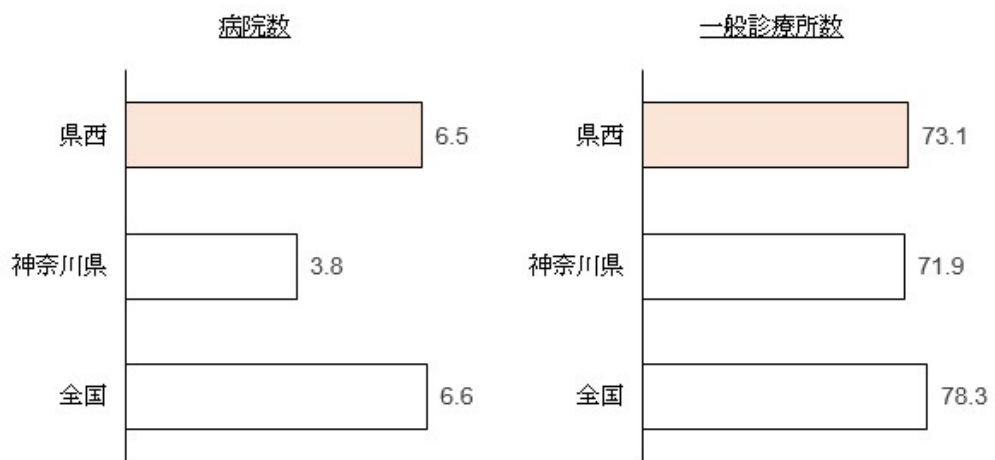 病院数
県西
6.5
神奈川県
3.8
全国
6.6
一般診療所数
県西
73.1
神奈川県
71.9
全国
78.3